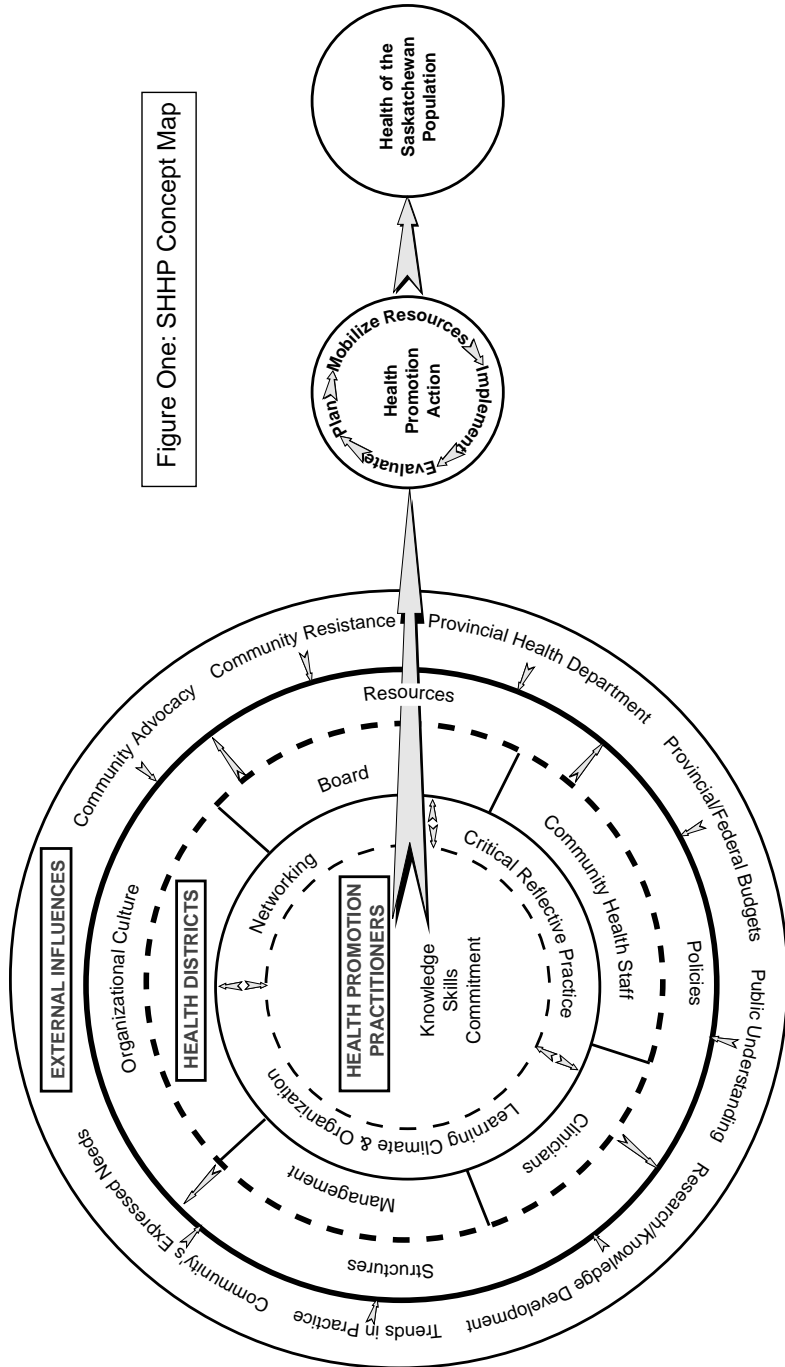 Figure One: SHHP Concept Map
EXTERNAL INFLUENCES
Community Advocacy
Community Resistance
Provincial Health Department
Provincial/Federal Budgets
Public Understanding
Research/Knowledge Development
Trends in Practice
Community's Expressed Needs
Organizational Culture
Resources
Policies
Structures
HEALTH DISTRICTS
Board
Community Health Staff
Clinicians
Management
Networking
Critical Reflective Practice
Learning Climate & Organization
HEALTH PROMOTION
PRACTITIONERS
Knowledge
Skills
Commitment
Plan
Mobilize Resources
Implement
Evaluate
Health
Promotion
Action
Health of the
Saskatchewan
Population